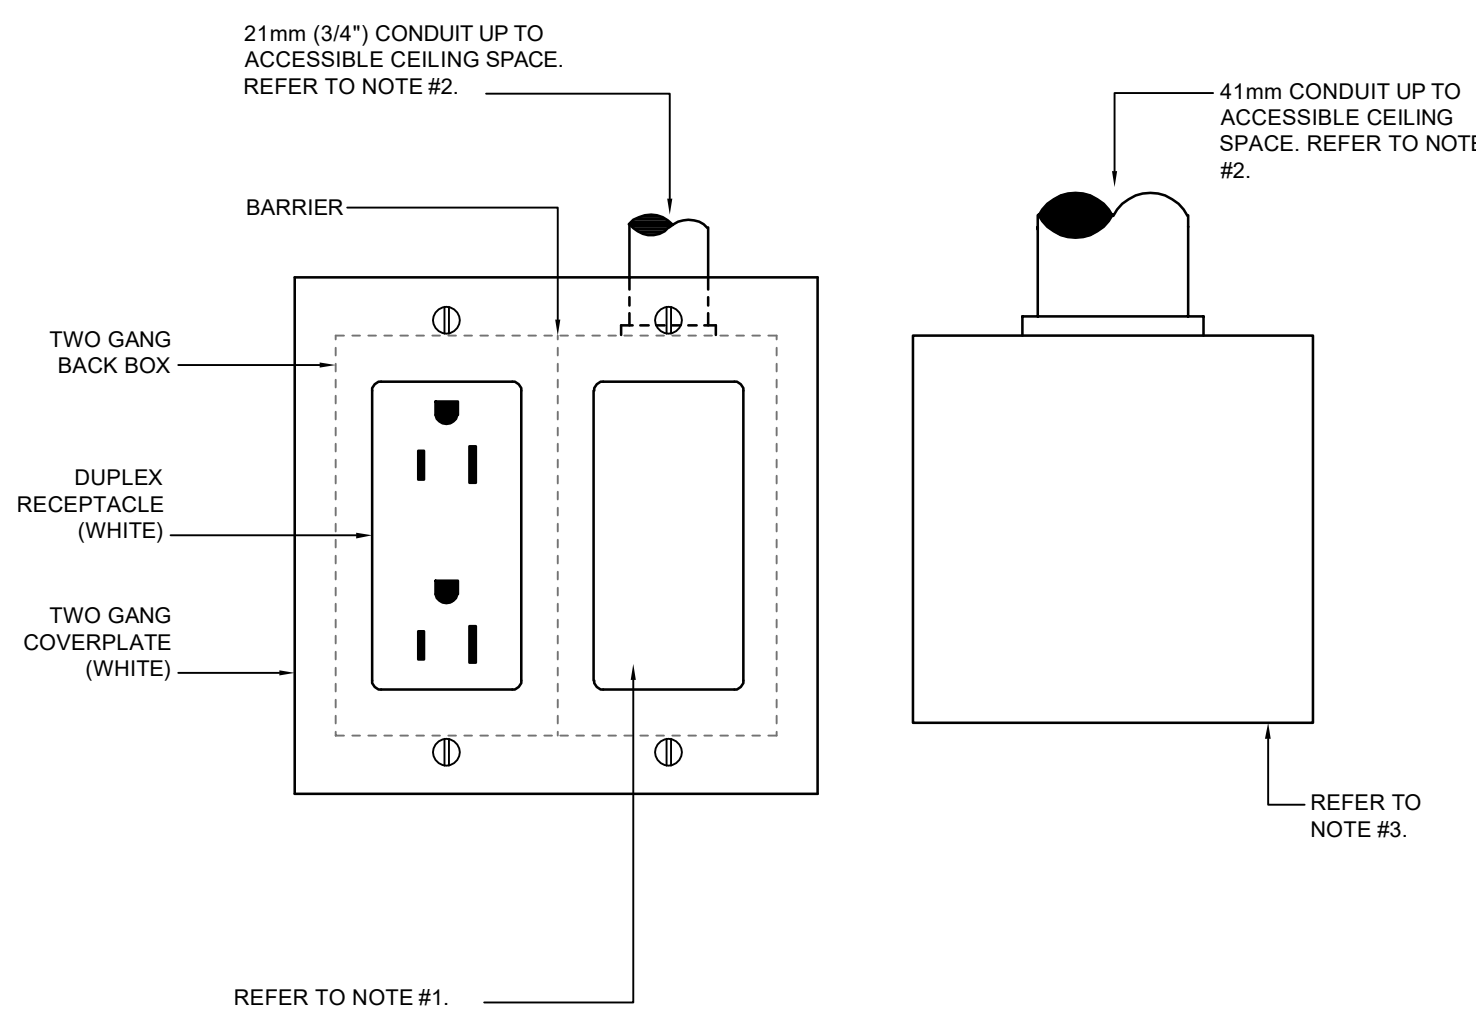 21mm (3/4") CONDUIT UP TO
ACCESSIBLE CEILING SPACE.
REFER TO NOTE #2.
41mm CONDUIT UP TO
ACCESSIBLE CEILING
SPACE. REFER TO NOTE
#2.
BARRIER
TWO GANG
BACK BOX
DUPLEX
RECEPTACLE
(WHITE)
TWO GANG
COVERPLATE
(WHITE)
REFER TO
NOTE #3.
REFER TO NOTE #1.